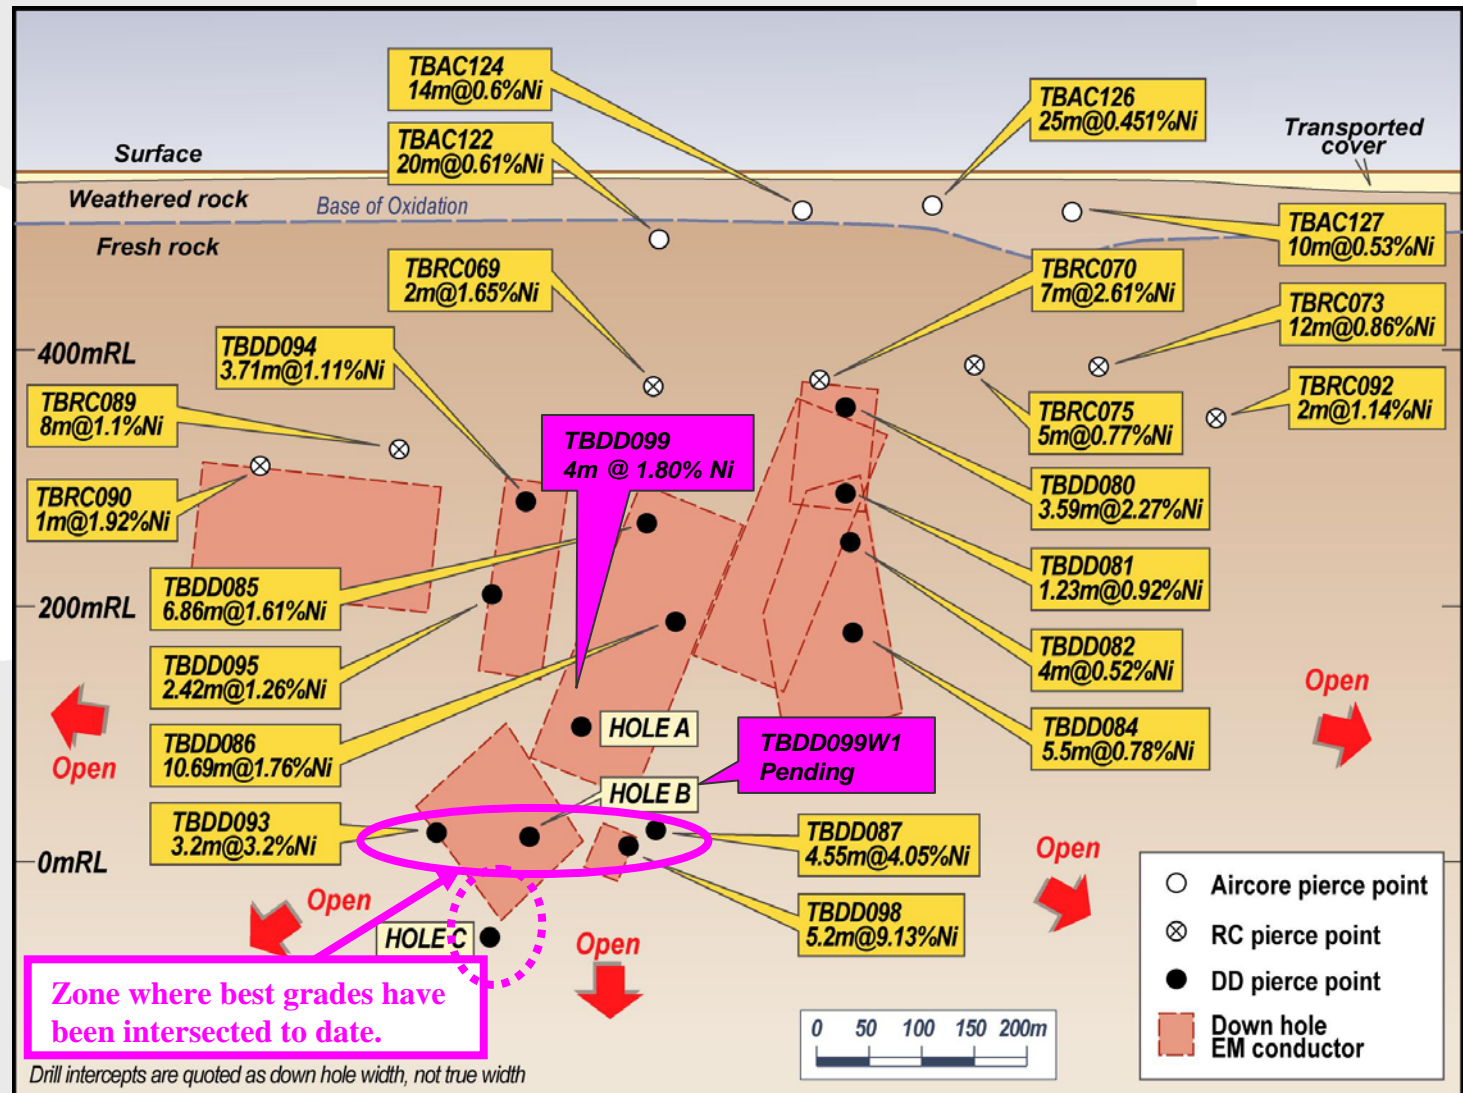 TBAC124
14m@0.6%Ni
TBAC126
25m@0.451%Ni
Transported
cover
TBAC122
20m@0.61%Ni
Surface
Weathered rock
Base of Oxidation
Fresh rock
TBAC127
10m@0.53%Ni
TBRC069
2m@1.65%Ni
TBRC070
7m@2.61%Ni
TBRC073
12m@0.86%Ni
400mRL
TBDD094
3.71m@1.11%Ni
TBRC089
8m@1.1%Ni
TBRC092
2m@1.14%Ni
TBRC075
5m@0.77%Ni
TBDD099
4m @ 1.80% Ni
TBRC090
1m@1.92%Ni
TBDD080
3.59m@2.27%Ni
TBDD081
1.23m@0.92%Ni
TBDD085
6.86m@1.61%Ni
200mRL
TBDD082
4m@0.52%Ni
TBDD095
2.42m@1.26%Ni
Open
TBDD084
5.5m@0.78%Ni
HOLE A
TBDD086
10.69m@1.76%Ni
Open
TBDD099W1
Pending
HOLE B
TBDD093
3.2m@3.2%Ni
TBDD087
4.55m@4.05%Ni
0mRL
Open
Open
TBDD098
5.2m@9.13%Ni
HOLE C
Open
Aircore pierce point
RC pierce point
DD pierce point
Down hole
EM conductor
Zone where best grades have
been intersected to date.
0 50 100 150 200m
Drill intercepts are quoted as down hole width, not true width